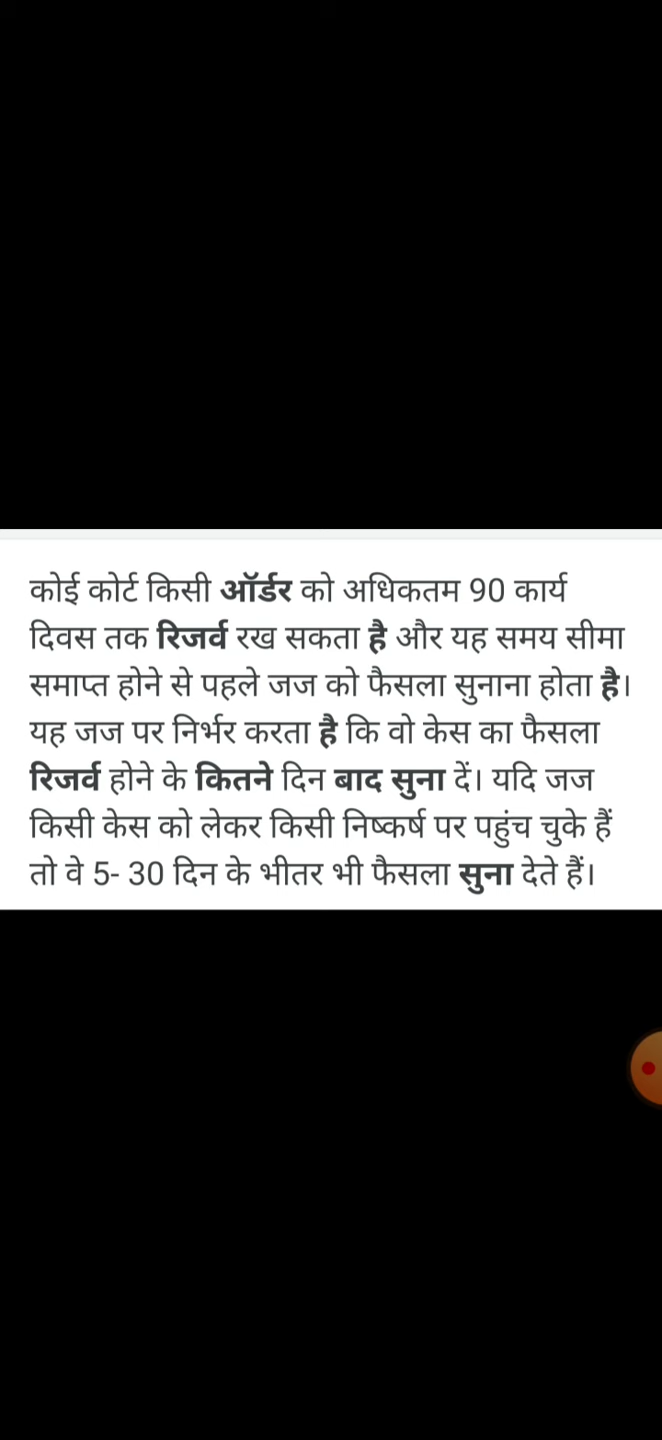 कोई कोर्ट किसी ऑर्डर को अधिकतम 90 कार्य
दिवस तक रिजर्व रख सकता है और यह समय सीमा
समाप्त होने से पहले जज को फैसला सुनाना होता है।
यह जज पर निर्भर करता है कि वो केस का फैसला
रिजर्व होने के कितने दिन बाद सुना दें। यदि जज
किसी केस को लेकर किसी निष्कर्ष पर पहुंच चुके हैं
तो वे 5- 30 दिन के भीतर भी फैसला सुना देते हैं।